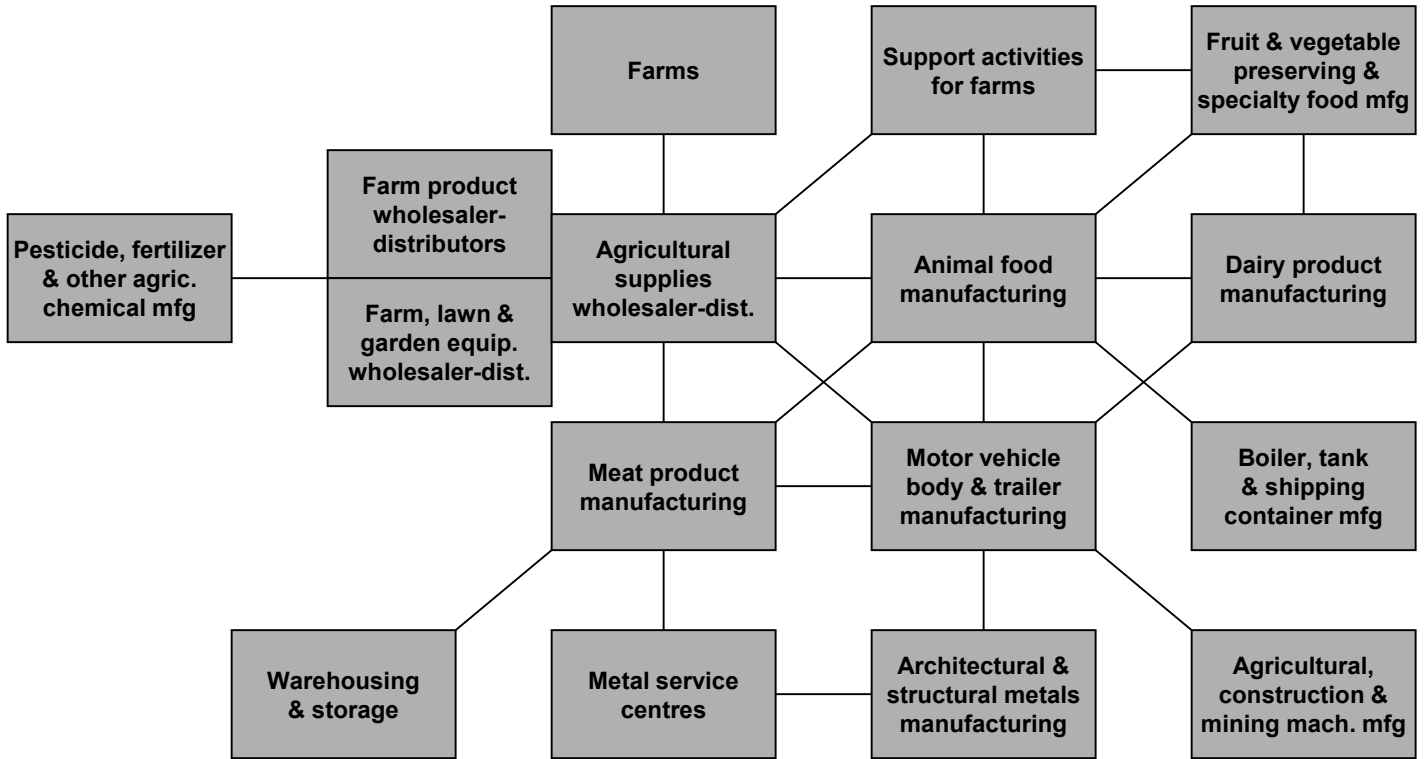 Farms
Support activities
for farms
Fruit & vegetable
preserving &
specialty food mfg
Pesticide, fertilizer
& other agric.
chemical mfg
Farm product
wholesaler-
distributors
Farm, lawn &
garden equip.
wholesaler-dist.
Agricultural
supplies
wholesaler-dist.
Animal food
manufacturing
Dairy product
manufacturing
Meat product
manufacturing
Motor vehicle
body & trailer
manufacturing
Boiler, tank
& shipping
container mfg
Warehousing
& storage
Metal service
centres
Architectural &
structural metals
manufacturing
Agricultural,
construction &
mining mach. mfg